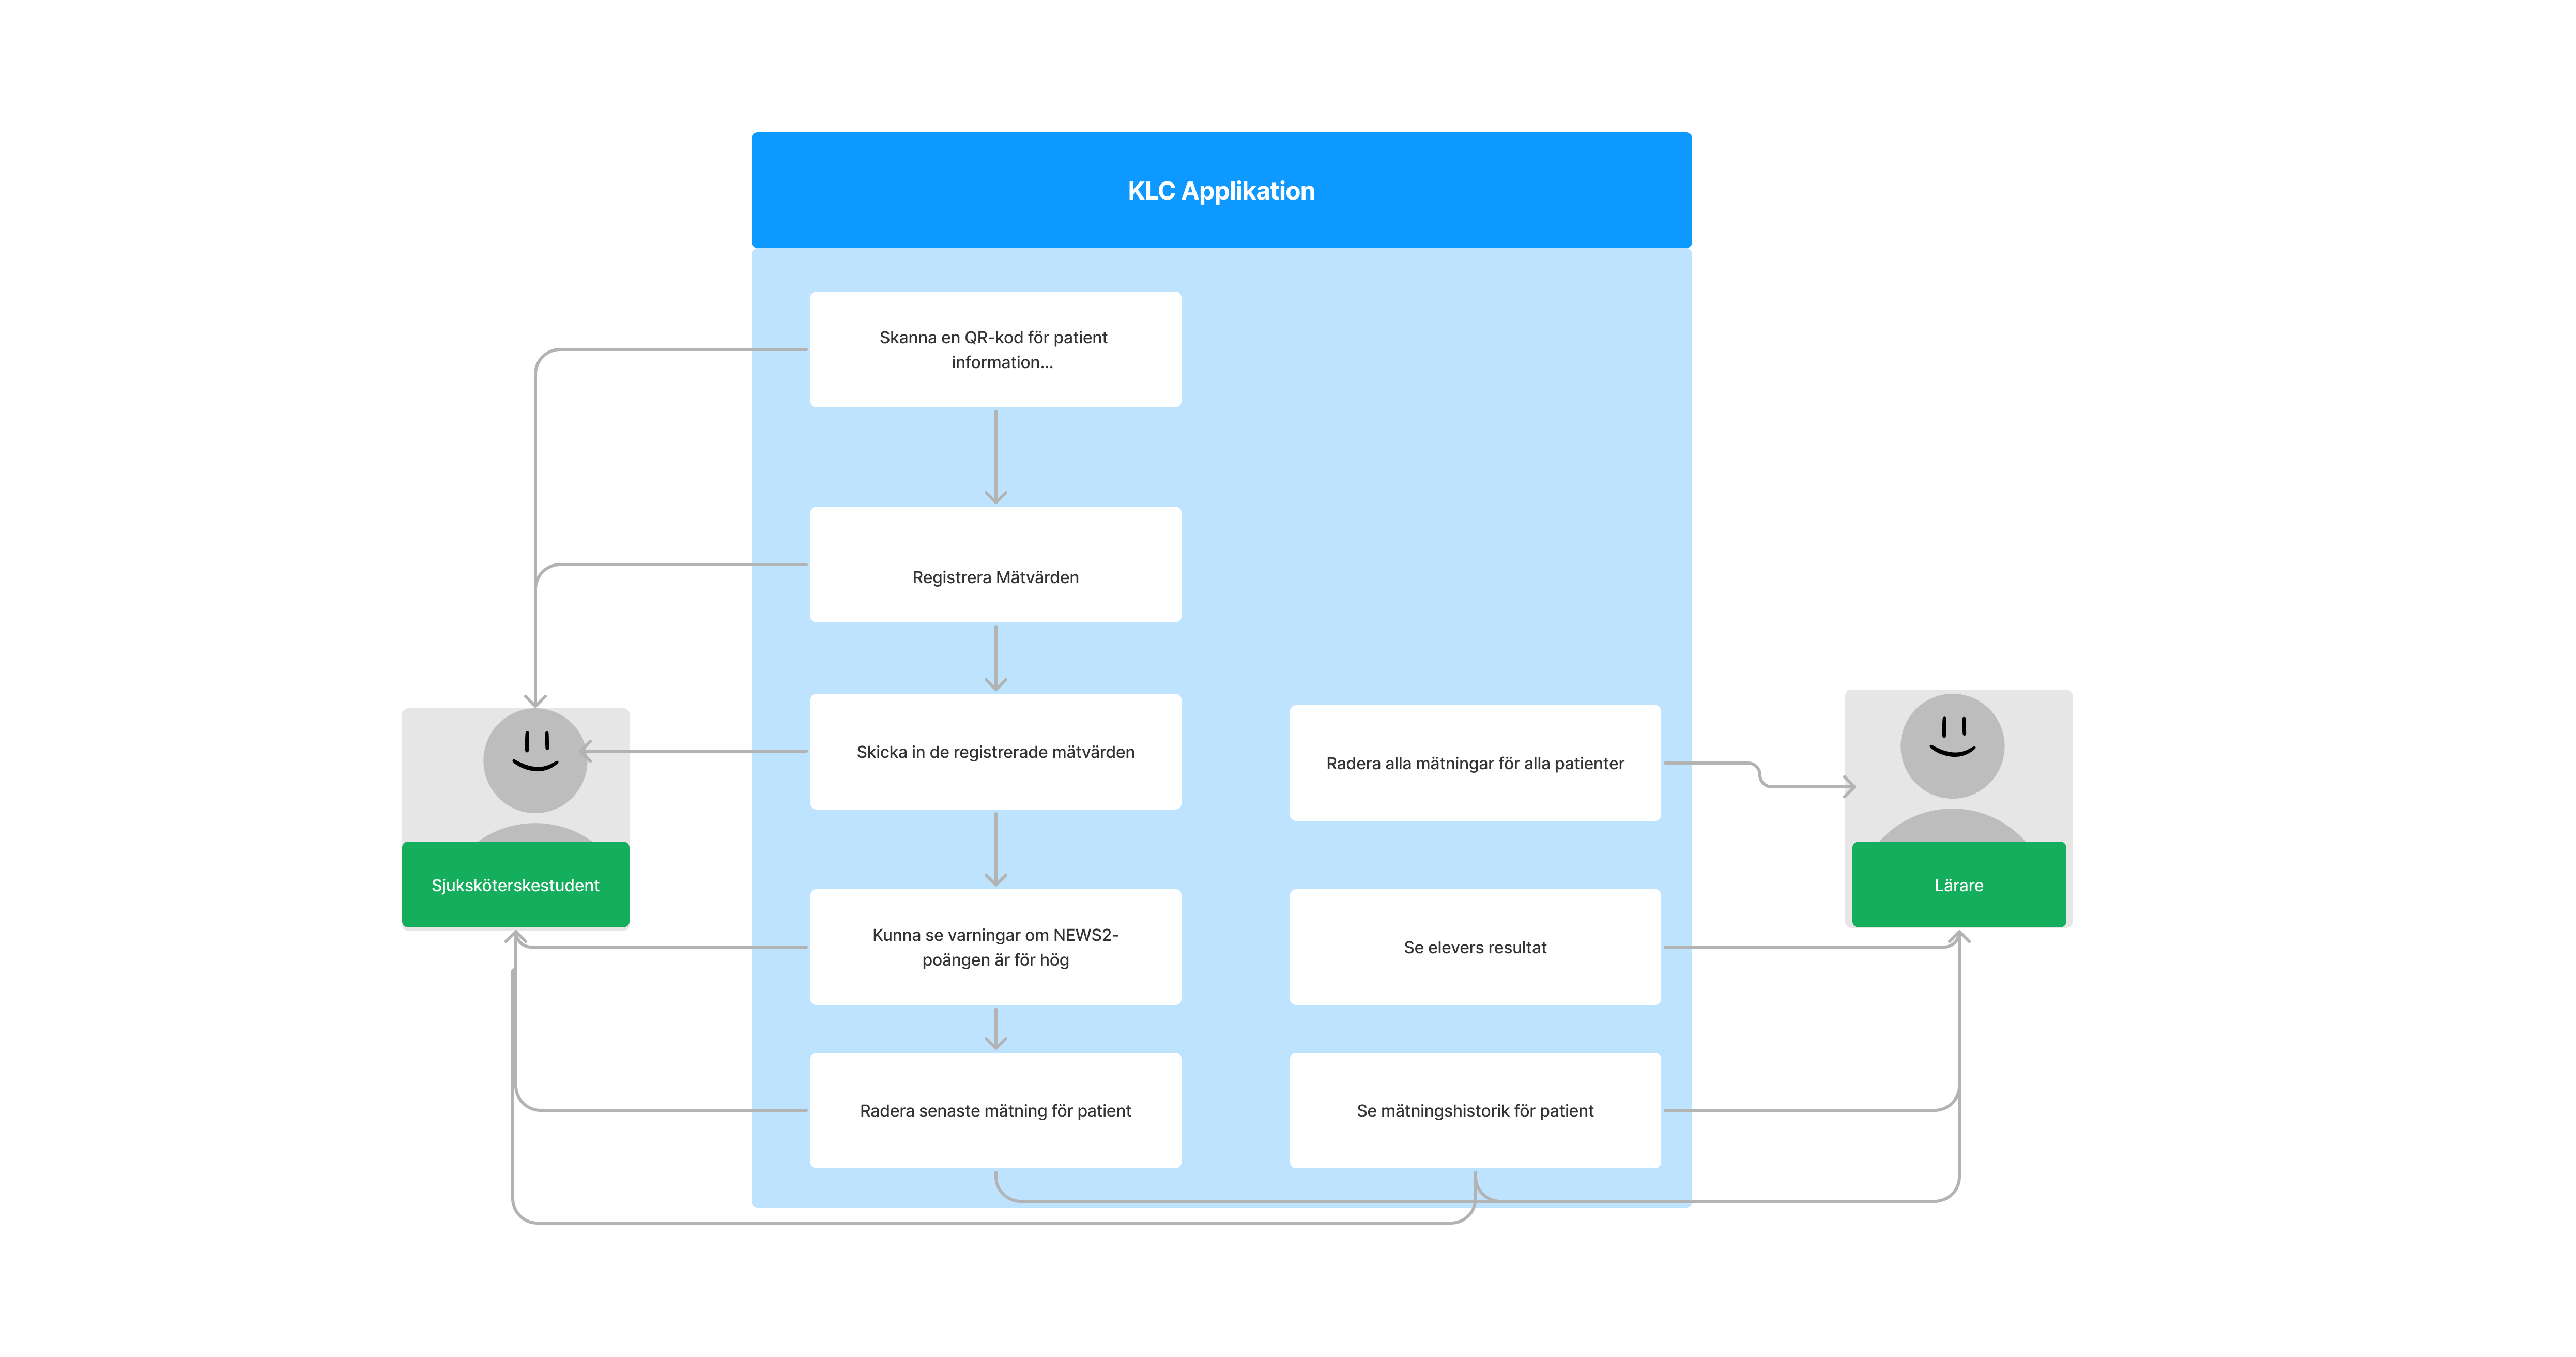 KLC Applikation
Skanna en QR-kod för patient
information...
Registrera Mätvärden
Skicka in de registrerade mätvärden
Radera alla mätningar för alla patienter
Sjuksköterskestudent
Lärare
Kunna se varningar om NEWS2-
poängen är för hög
Se elevers resultat
Radera senaste mätning för patient
Se mätningshistorik för patient